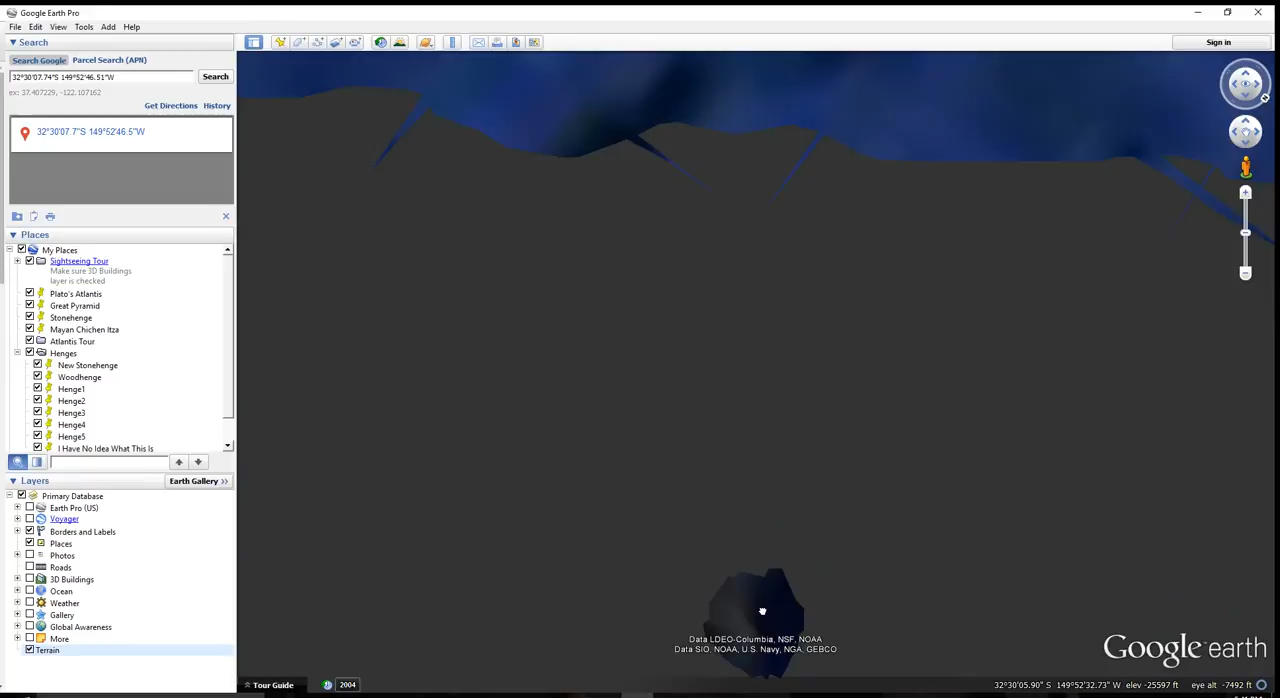 Google Earth Pro
File Edit View Tools Add Help
Search
Sign in
Search Google Parcel Search (APN)
32°30'07.74"S 149°52'46.51"W Search
ex: 37.407229, -122.107162
Get Directions History
32°30'07.7"S 149°52'46.5"W
Places
My Places
Sightseeing Tour
Make sure 3D Buildings
layer is checked
Plato's Atlantis
Great Pyramid
Stonehenge
Mayan Chichen Itza
Atlantis Tour
Henges
New Stonehenge
Woodhenge
Henge1
Henge2
Henge3
Henge4
Henge5
I Have No Idea What This Is
Layers Earth Gallery >>
Primary Database
Earth Pro (US)
Voyager
Borders and Labels
Places
Photos
Roads
3D Buildings
Ocean
Weather
Gallery
Global Awareness
More
Terrain
Data LDEO-Columbia, NSF, NOAA
Data SIO, NOAA, U.S. Navy, NGA, GEBCO
Google earth
Tour Guide 2004
32°30'05.90" S 149°52'32.73" W elev -25597 ft eye alt -7492 ft